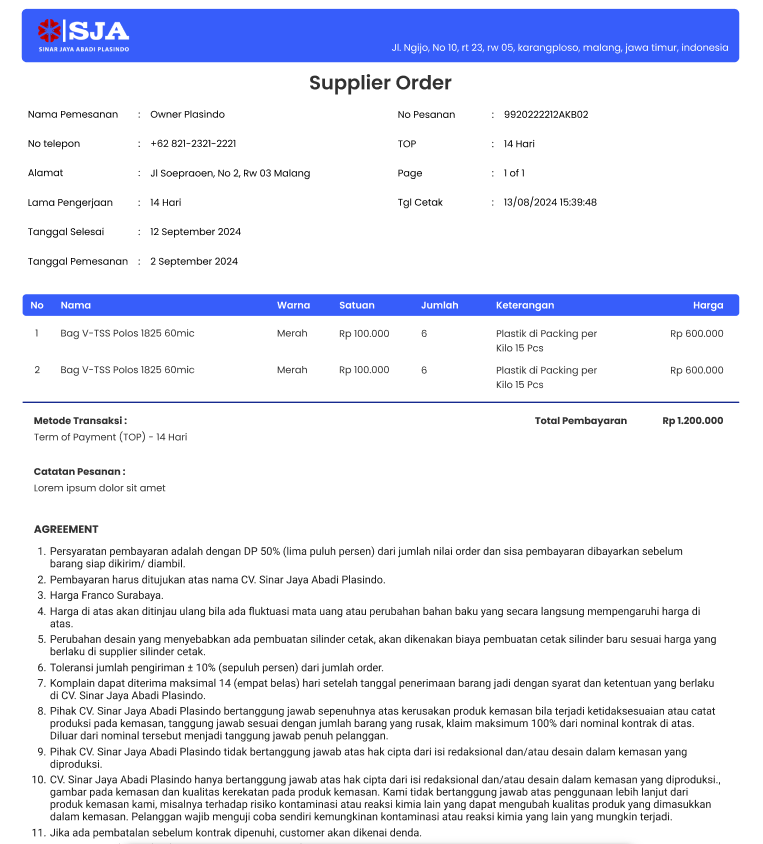 SJA
SINAR JAYA ABADI PLASINDO
Jl. Ngijo, No 10, rt 23, rw 05, karangploso, malang, jawa timur, indonesia
Supplier Order
Nama Pemesanan : Owner Plasindo No Pesanan : 9920222212AKB02
No telepon : +62 821-2321-2221 TOP : 14 Hari
Alamat : Jl Soepraoen, No 2, Rw 03 Malang Page : 1 of 1
Lama Pengerjaan : 14 Hari Tgl Cetak : 13/08/2024 15:39:48
Tanggal Selesai : 12 September 2024
Tanggal Pemesanan : 2 September 2024
No Nama Warna Satuan Jumlah Keterangan Harga
1 Bag V-TSS Polos 1825 60mic Merah Rp 100.000 6 Plastik di Packing per Rp 600.000
Kilo 15 Pcs
2 Bag V-TSS Polos 1825 60mic Merah Rp 100.000 6 Plastik di Packing per Rp 600.000
Kilo 15 Pcs
Metode Transaksi : Total Pembayaran Rp 1.200.000
Term of Payment (TOP) - 14 Hari
Catatan Pesanan :
Lorem ipsum dolor sit amet
AGREEMENT
1. Persyaratan pembayaran adalah dengan DP 50% (lima puluh persen) dari jumlah nilai order dan sisa pembayaran dibayarkan sebelum
barang siap dikirim/ diambil.
2. Pembayaran harus ditujukan atas nama CV. Sinar Jaya Abadi Plasindo.
3. Harga Franco Surabaya.
4. Harga di atas akan ditinjau ulang bila ada fluktuasi mata uang atau perubahan bahan baku yang secara langsung mempengaruhi harga di
atas.
5. Perubahan desain yang menyebabkan ada pembuatan silinder cetak, akan dikenakan biaya pembuatan cetak silinder baru sesuai harga yang
berlaku di supplier silinder cetak.
6. Toleransi jumlah pengiriman ± 10% (sepuluh persen) dari jumlah order.
7. Komplain dapat diterima maksimal 14 (empat belas) hari setelah tanggal penerimaan barang jadi dengan syarat dan ketentuan yang berlaku
di CV. Sinar Jaya Abadi Plasindo.
8. Pihak CV. Sinar Jaya Abadi Plasindo bertanggung jawab sepenuhnya atas kerusakan produk kemasan bila terjadi ketidaksesuaian atau catat
produksi pada kemasan, tanggung jawab sesuai dengan jumlah barang yang rusak, klaim maksimum 100% dari nominal kontrak di atas.
Diluar dari nominal tersebut menjadi tanggung jawab penuh pelanggan.
9. Pihak CV. Sinar Jaya Abadi Plasindo tidak bertanggung jawab atas hak cipta dari isi redaksional dan/atau desain dalam kemasan yang
diproduksi.
10. CV. Sinar Jaya Abadi Plasindo hanya bertanggung jawab atas hak cipta dari isi redaksional dan/atau desain dalam kemasan yang diproduksi.,
gambar pada kemasan dan kualitas kerekatan pada produk kemasan. Kami tidak bertanggung jawab atas penggunaan lebih lanjut dari
produk kemasan kami, misalnya terhadap risiko kontaminasi atau reaksi kimia lain yang dapat mengubah kualitas produk yang dimasukkan
dalam kemasan. Pelanggan wajib menguji coba sendiri kemungkinan kontaminasi atau reaksi kimia yang lain yang mungkin terjadi.
11. Jika ada pembatalan sebelum kontrak dipenuhi, customer akan dikenai denda.